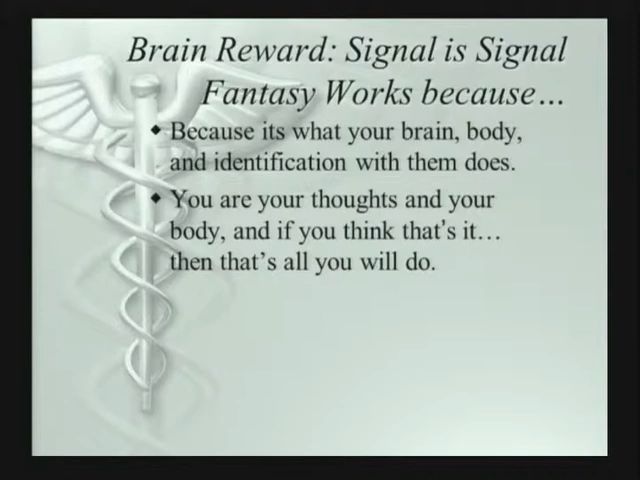 Brain Reward: Signal is Signal
Fantasy Works because…
◆ Because its what your brain, body,
and identification with them does.
◆ You are your thoughts and your
body, and if you think that's it…
then that's all you will do.